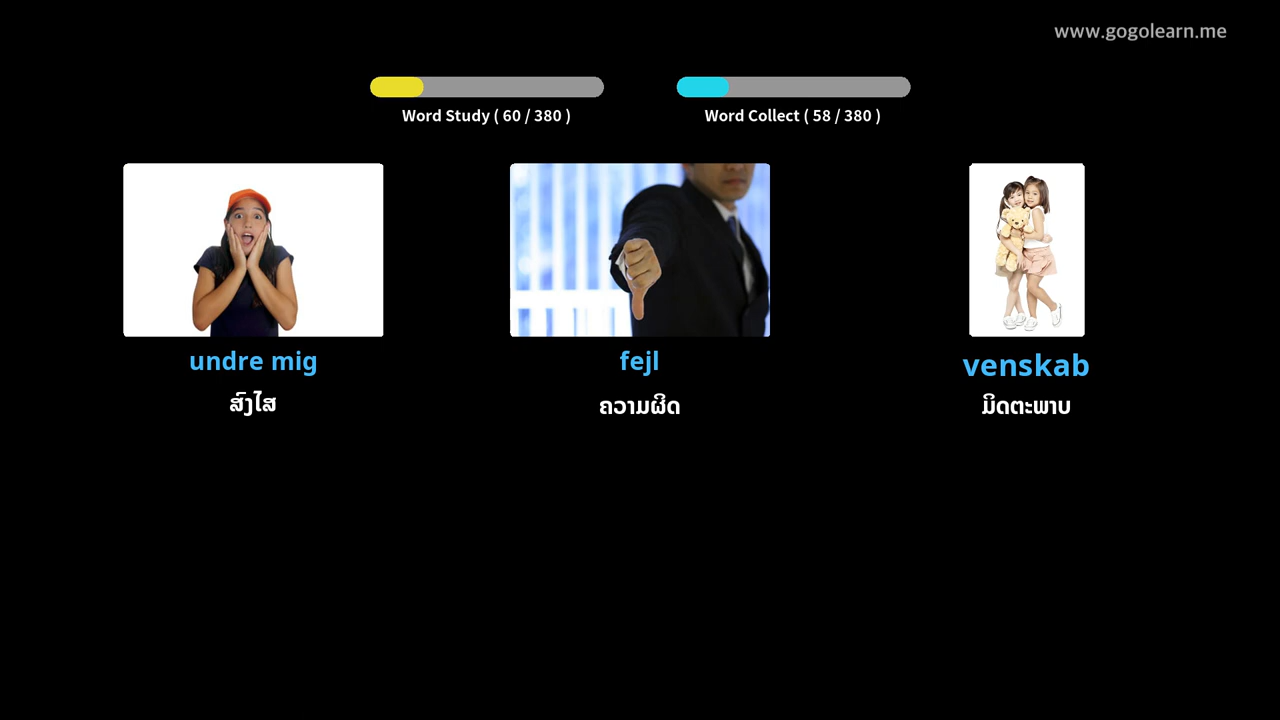 www.gogolearn.me
Word Study ( 60 / 380 )
Word Collect ( 58 / 380 )
undre mig
ສົງໄສ
fejl
ຄວາມຜິດ
venskab
ມິດຕະພາບ